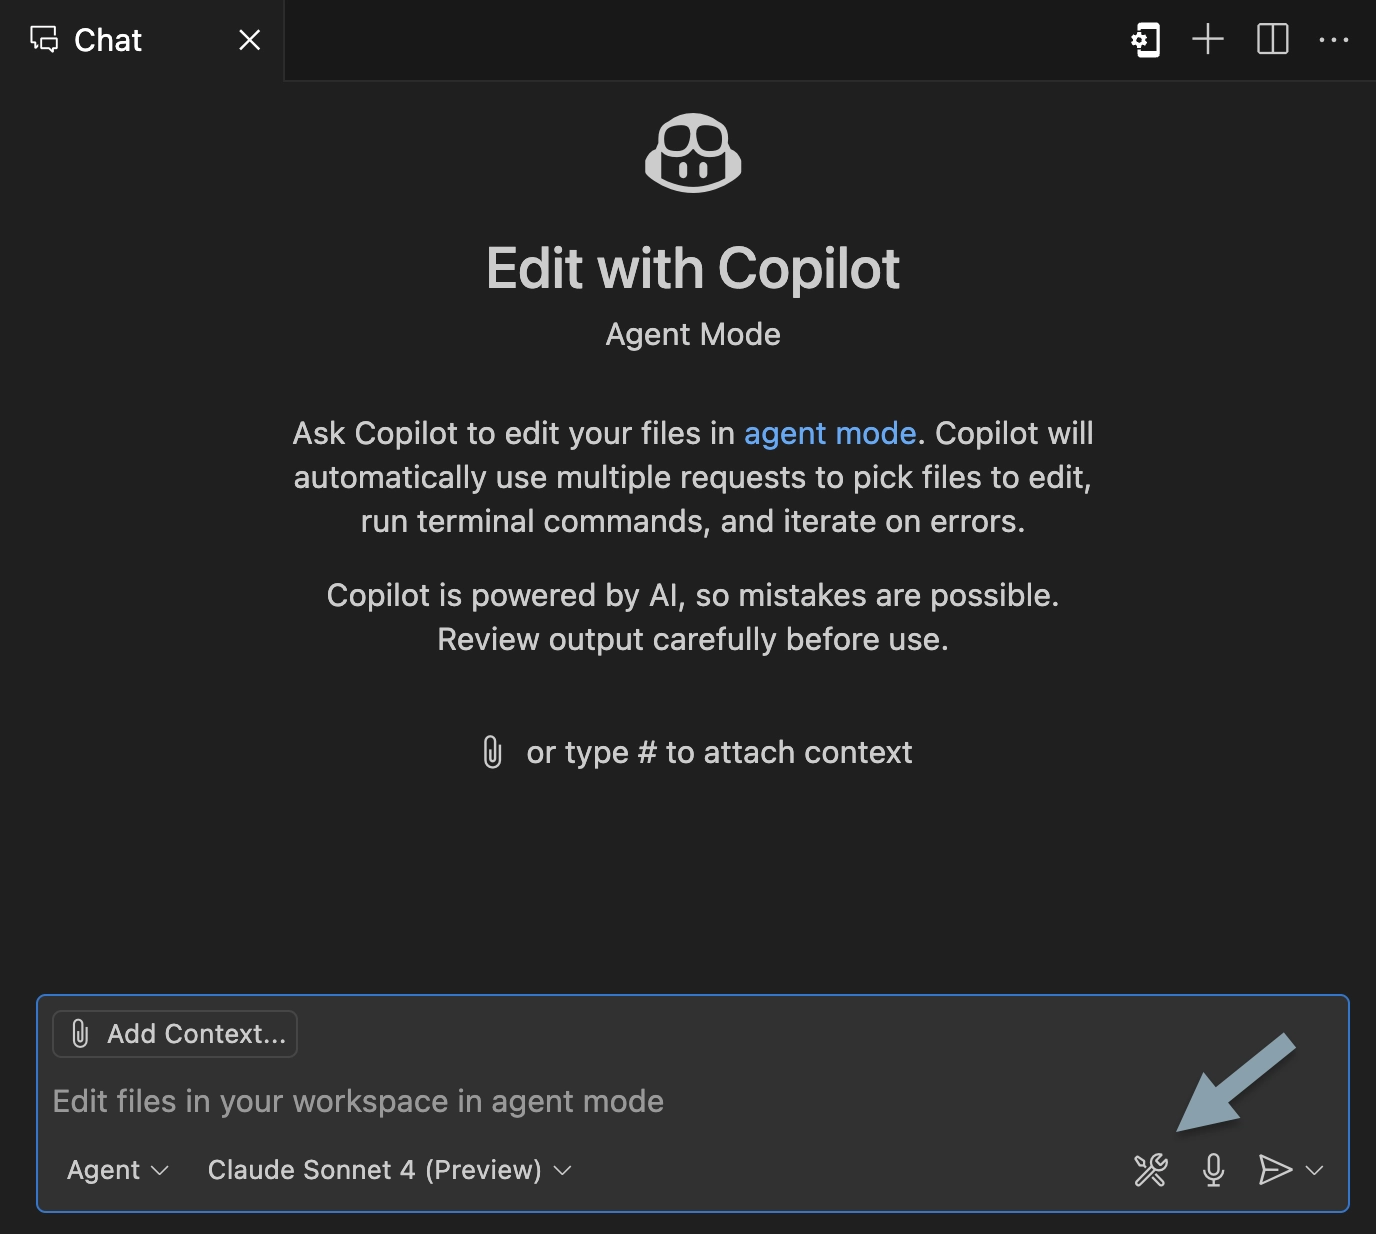 Chat
Edit with Copilot
Agent Mode
Ask Copilot to edit your files in agent mode. Copilot will
automatically use multiple requests to pick files to edit,
run terminal commands, and iterate on errors.
Copilot is powered by AI, so mistakes are possible.
Review output carefully before use.
or type # to attach context
Add Context...
Edit files in your workspace in agent mode
Agent Claude Sonnet 4 (Preview)